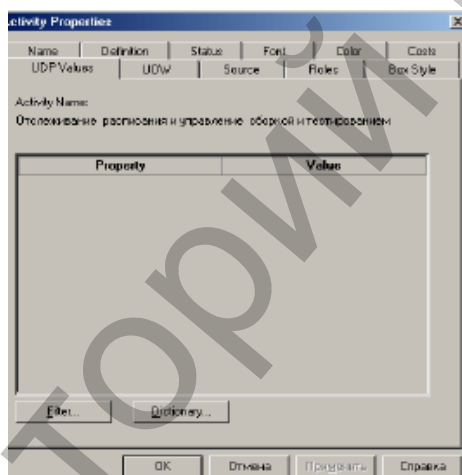 Activity Properties
Name Definition Status Font Color Costs
UDP Values UOW Source Roles Box Style
Activity Name:
Отслеживание расписания и управление сборкой и тестированием
Property Value
Filter... Dictionary...
OK Отмена Применить Справка
торий